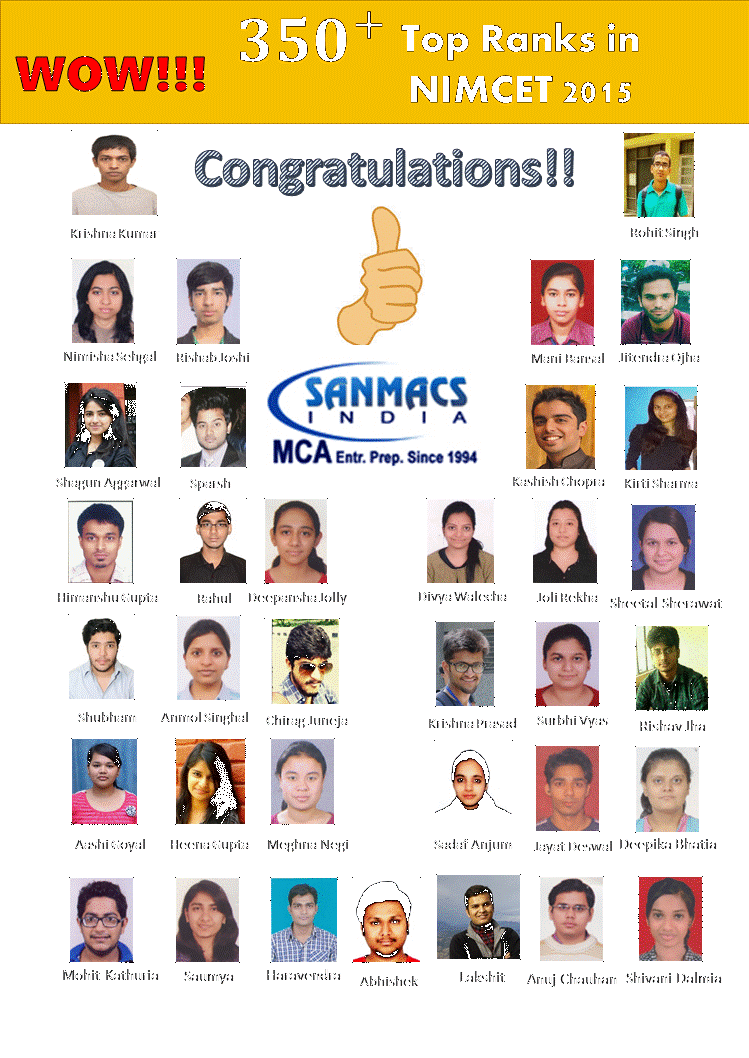 WOW!!!
350+ Top Ranks in
NIMCET 2015
Congratulations!!
Krishna Kumar
Rohit Singh
Nimisha Sehgal
Rishab Joshi
Mani Bansal
Jitendra Ojha
SANMACS
INDIA
MCA Entr. Prep. Since 1994
Shagun Aggarwal
Sparsh
Kashish Chopra
Kirti Sharma
Himanshu Gupta
Rahul
Deepansha Jolly
Divya Walecha
Joli Rekha
Sheetal Sherawat
Shubham
Anmol Singhal
Chirag Juneja
Krishna Prasad
Surbhi Vyas
Rishav Jha
Aashi Goyal
Heena Gupta
Meghna Negi
Sadaf Anjum
Jayat Deswal
Deepika Bhatia
Mohit Kathuria
Saumya
Haravendra
Abhishek
Lakshit
Anuj Chauhan
Shivani Dalmia